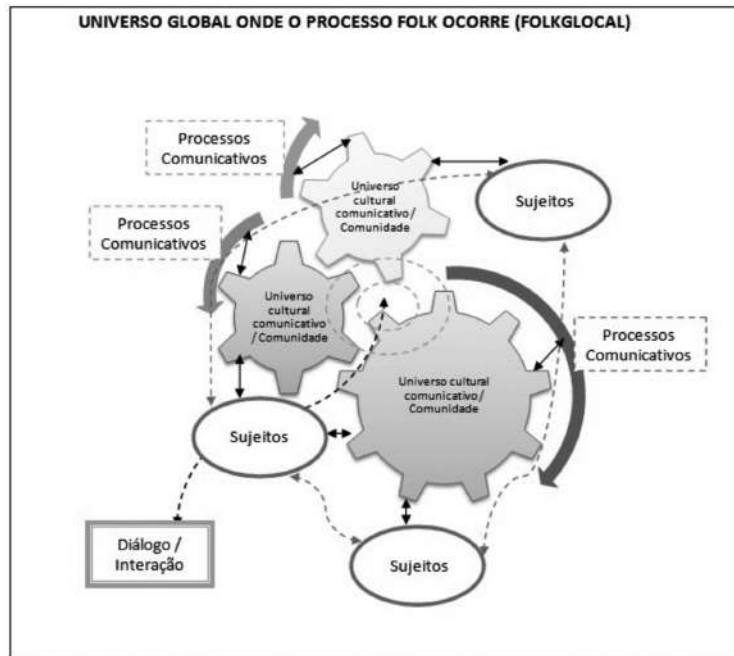 UNIVERSO GLOBAL ONDE O PROCESSO FOLK OCORRE (FOLKGLOCAL)
Processos
Comunicativos
Universo
cultural
comunicativo/
Comunidade
Sujeitos
Processos
Comunicativos
Universo
cultural
comunicativo
/Comunidade
Processos
Comunicativos
Universo cultural
comunicativo/
Comunidade
Sujeitos
Diálogo /
Interação
Sujeitos